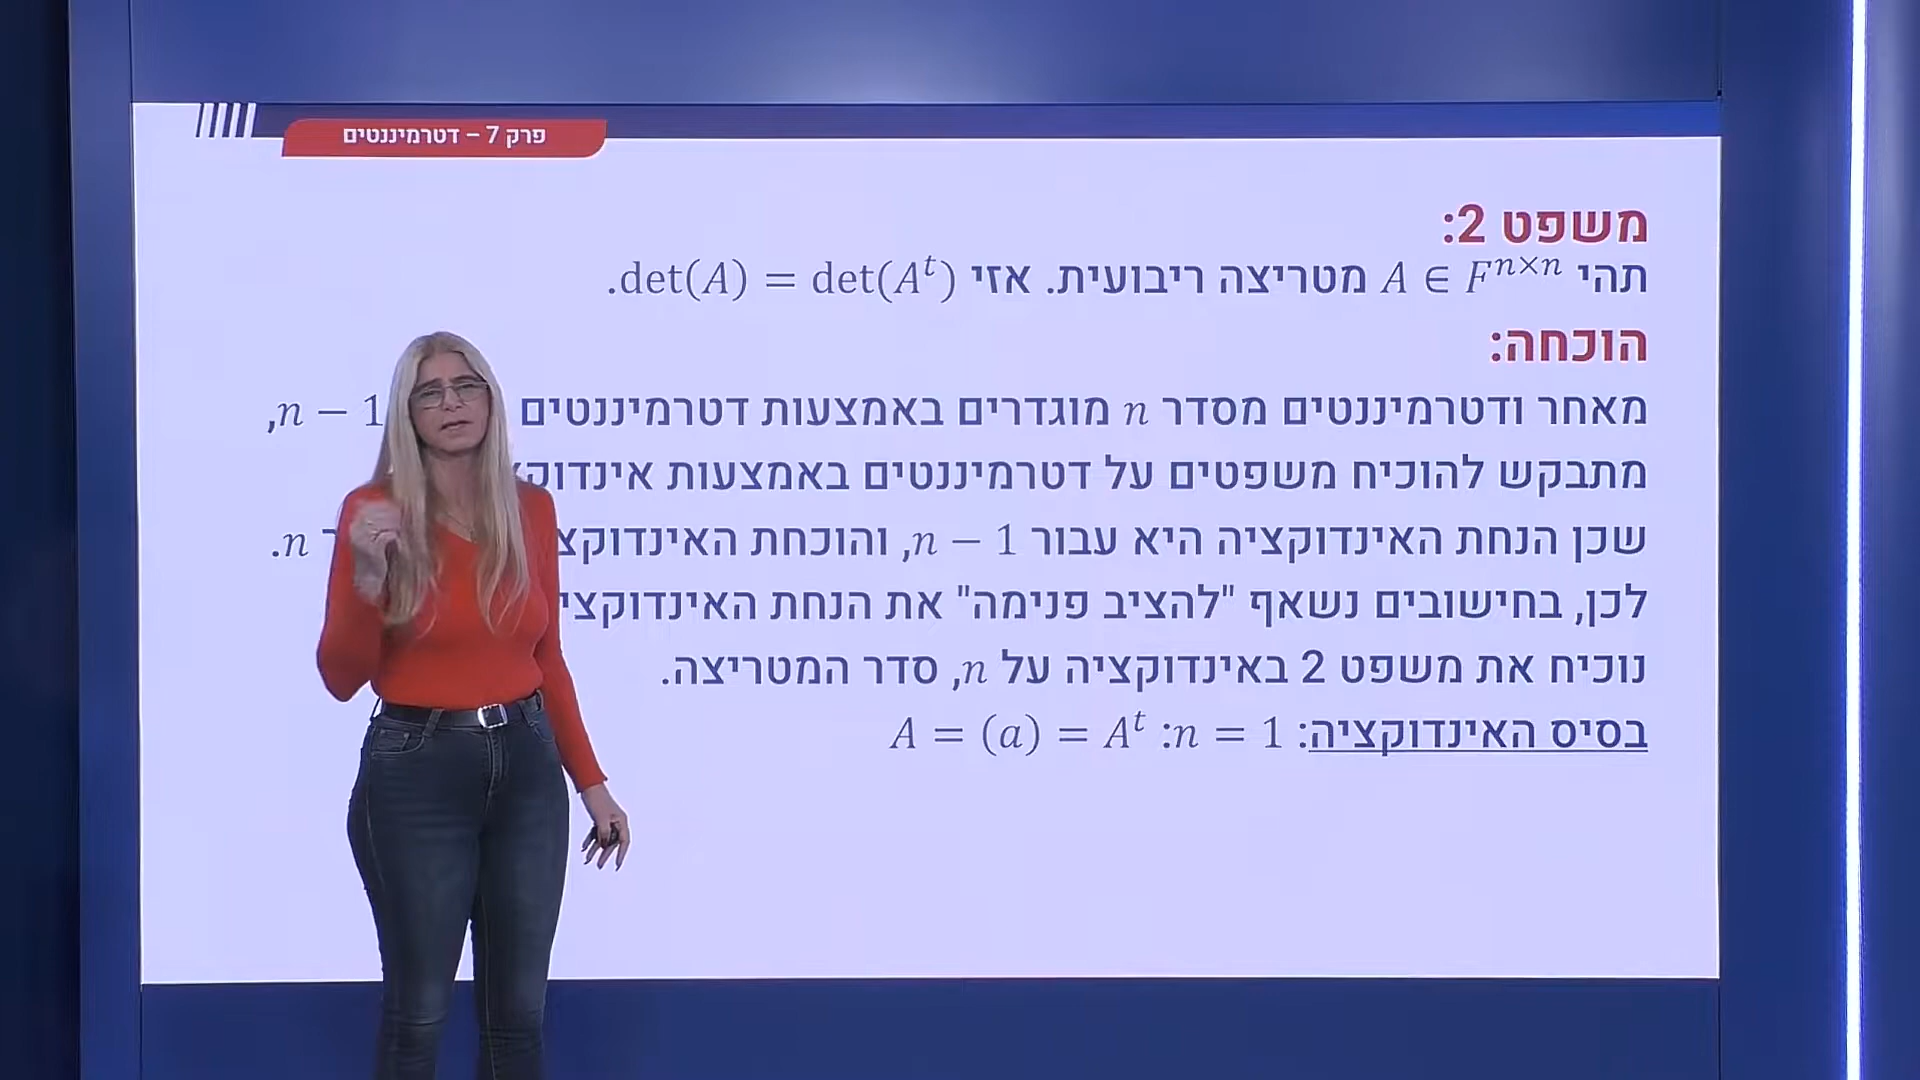 פרק 7 – דטרמיננטים
משפט 2:
תהי A ∈ F^{n×n} מטריצה ריבועית. אזי det(A) = det(A^t).
הוכחה:
מאחר ודטרמיננטים מסדר n מוגדרים באמצעות דטרמיננטים n − 1,
מתבקש להוכיח משפטים על דטרמיננטים באמצעות
שכן הנחת האינדוקציה היא עבור n − 1, והוכחת n.
לכן, בחישובים נשאף "להציב פנימה" את הנחת
נוכיח את משפט 2 באינדוקציה על n, סדר המטריצה.
בסיס האינדוקציה: n = 1: A = (a) = A^t